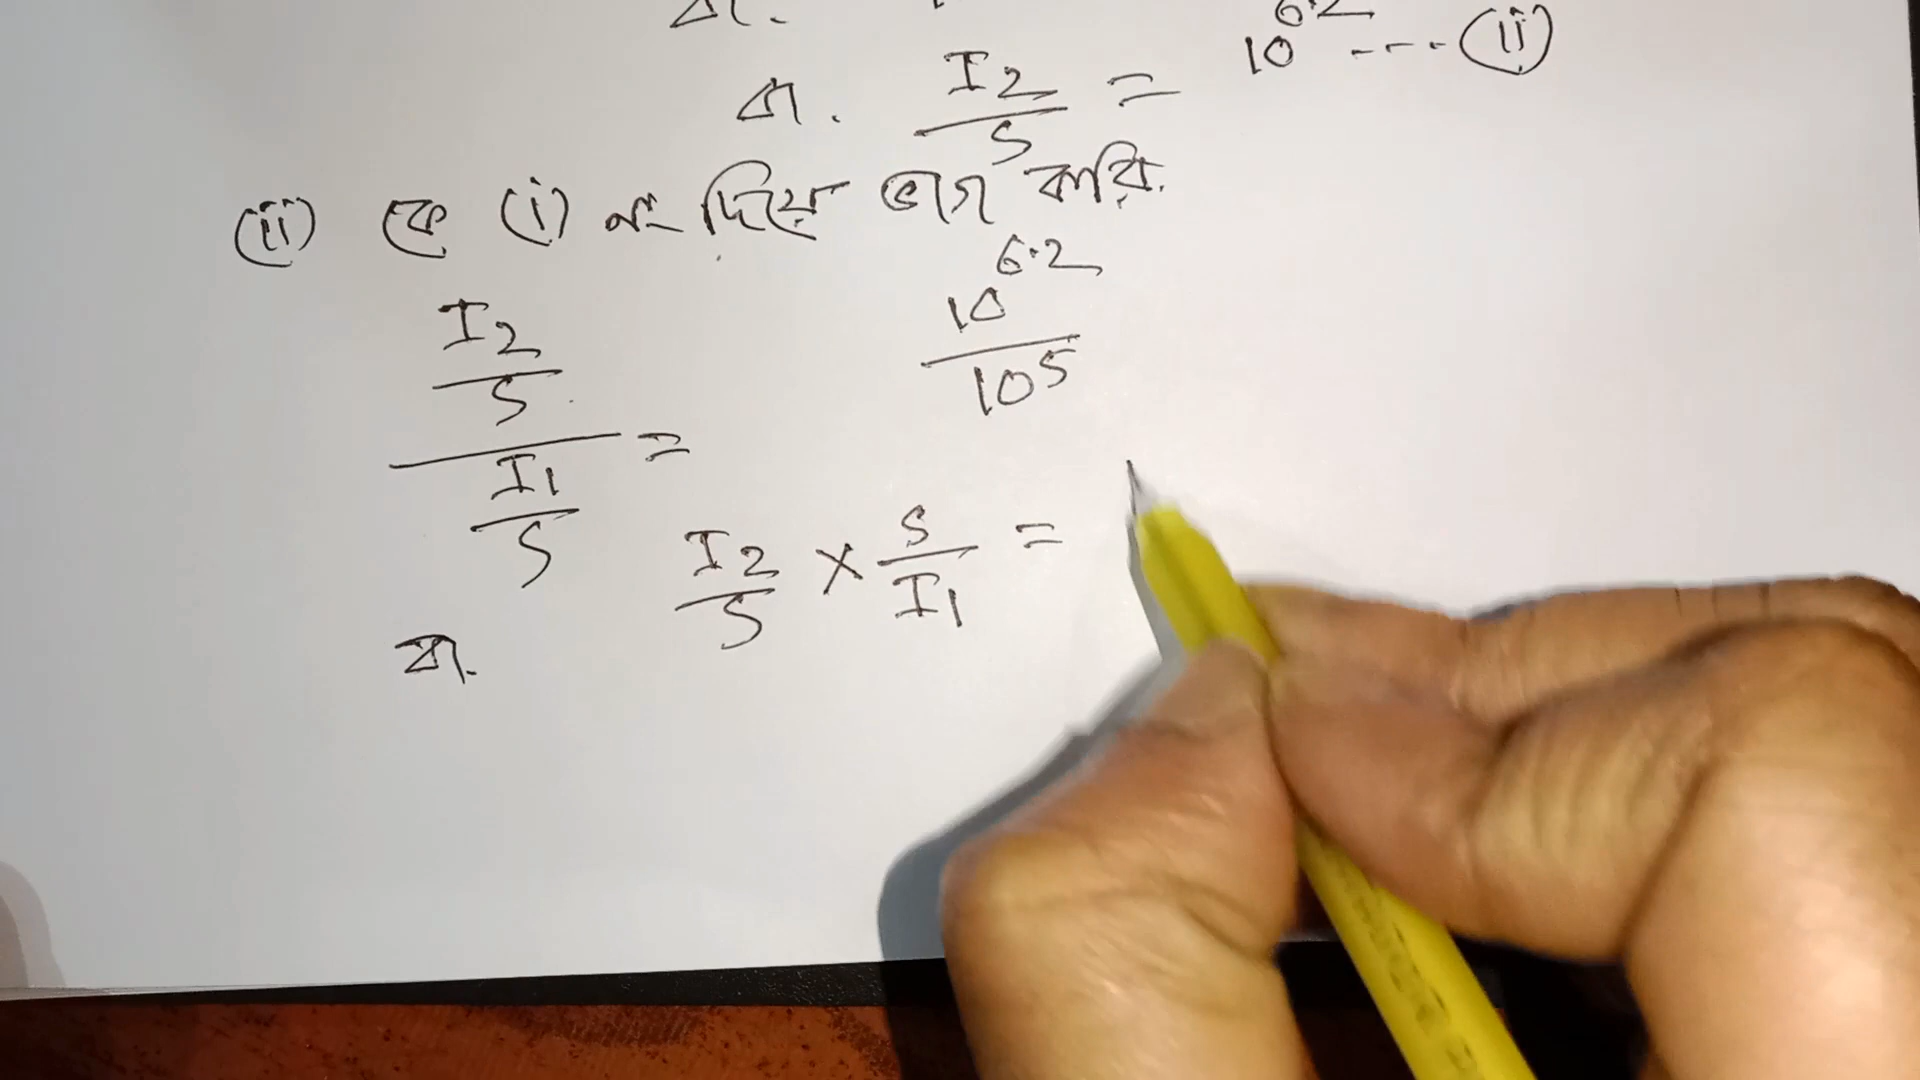 বা. I2/S = 10^6.2 ---- (ii)
(ii) কে (i) নং দিয়ে ভাগ করি.
(I2/S)/(I1/S) = 10^6.2/10^5
বা. I2/S × S/I1 =